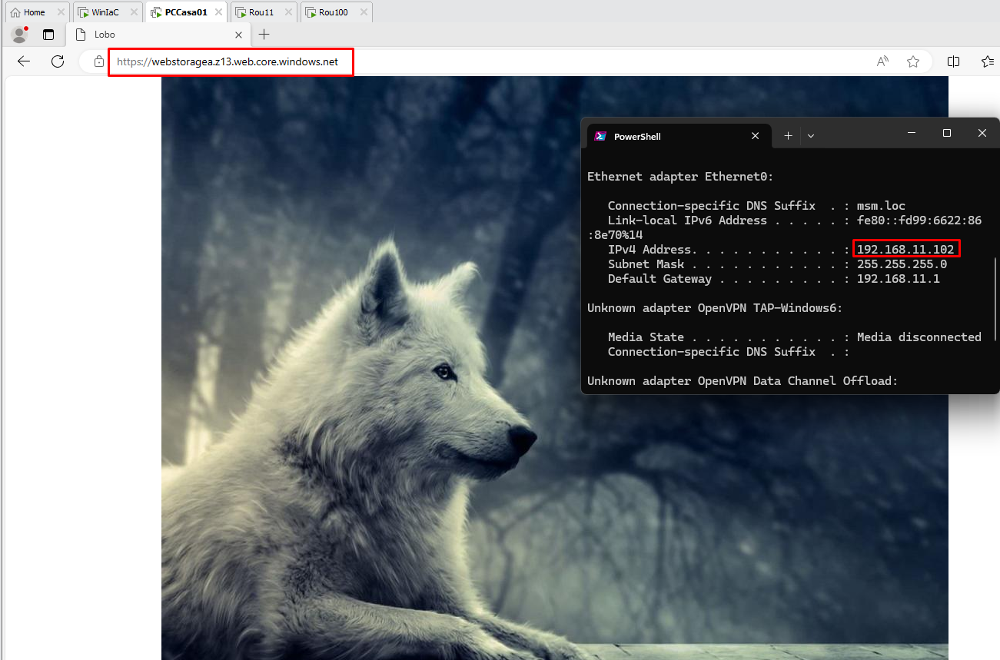 Home
WinIaC
PCCasa01
Rou11
Rou100
Lobo
https://webstoragea.z13.web.core.windows.net
PowerShell
Ethernet adapter Ethernet0:
Connection-specific DNS Suffix  . : msm.loc
Link-local IPv6 Address . . . . . : fe80::fd99:6622:86
:8e70%14
IPv4 Address. . . . . . . . . . . : 192.168.11.102
Subnet Mask . . . . . . . . . . . : 255.255.255.0
Default Gateway . . . . . . . . . : 192.168.11.1
Unknown adapter OpenVPN TAP-Windows6:
Media State . . . . . . . . . . . : Media disconnected
Connection-specific DNS Suffix  . :
Unknown adapter OpenVPN Data Channel Offload: